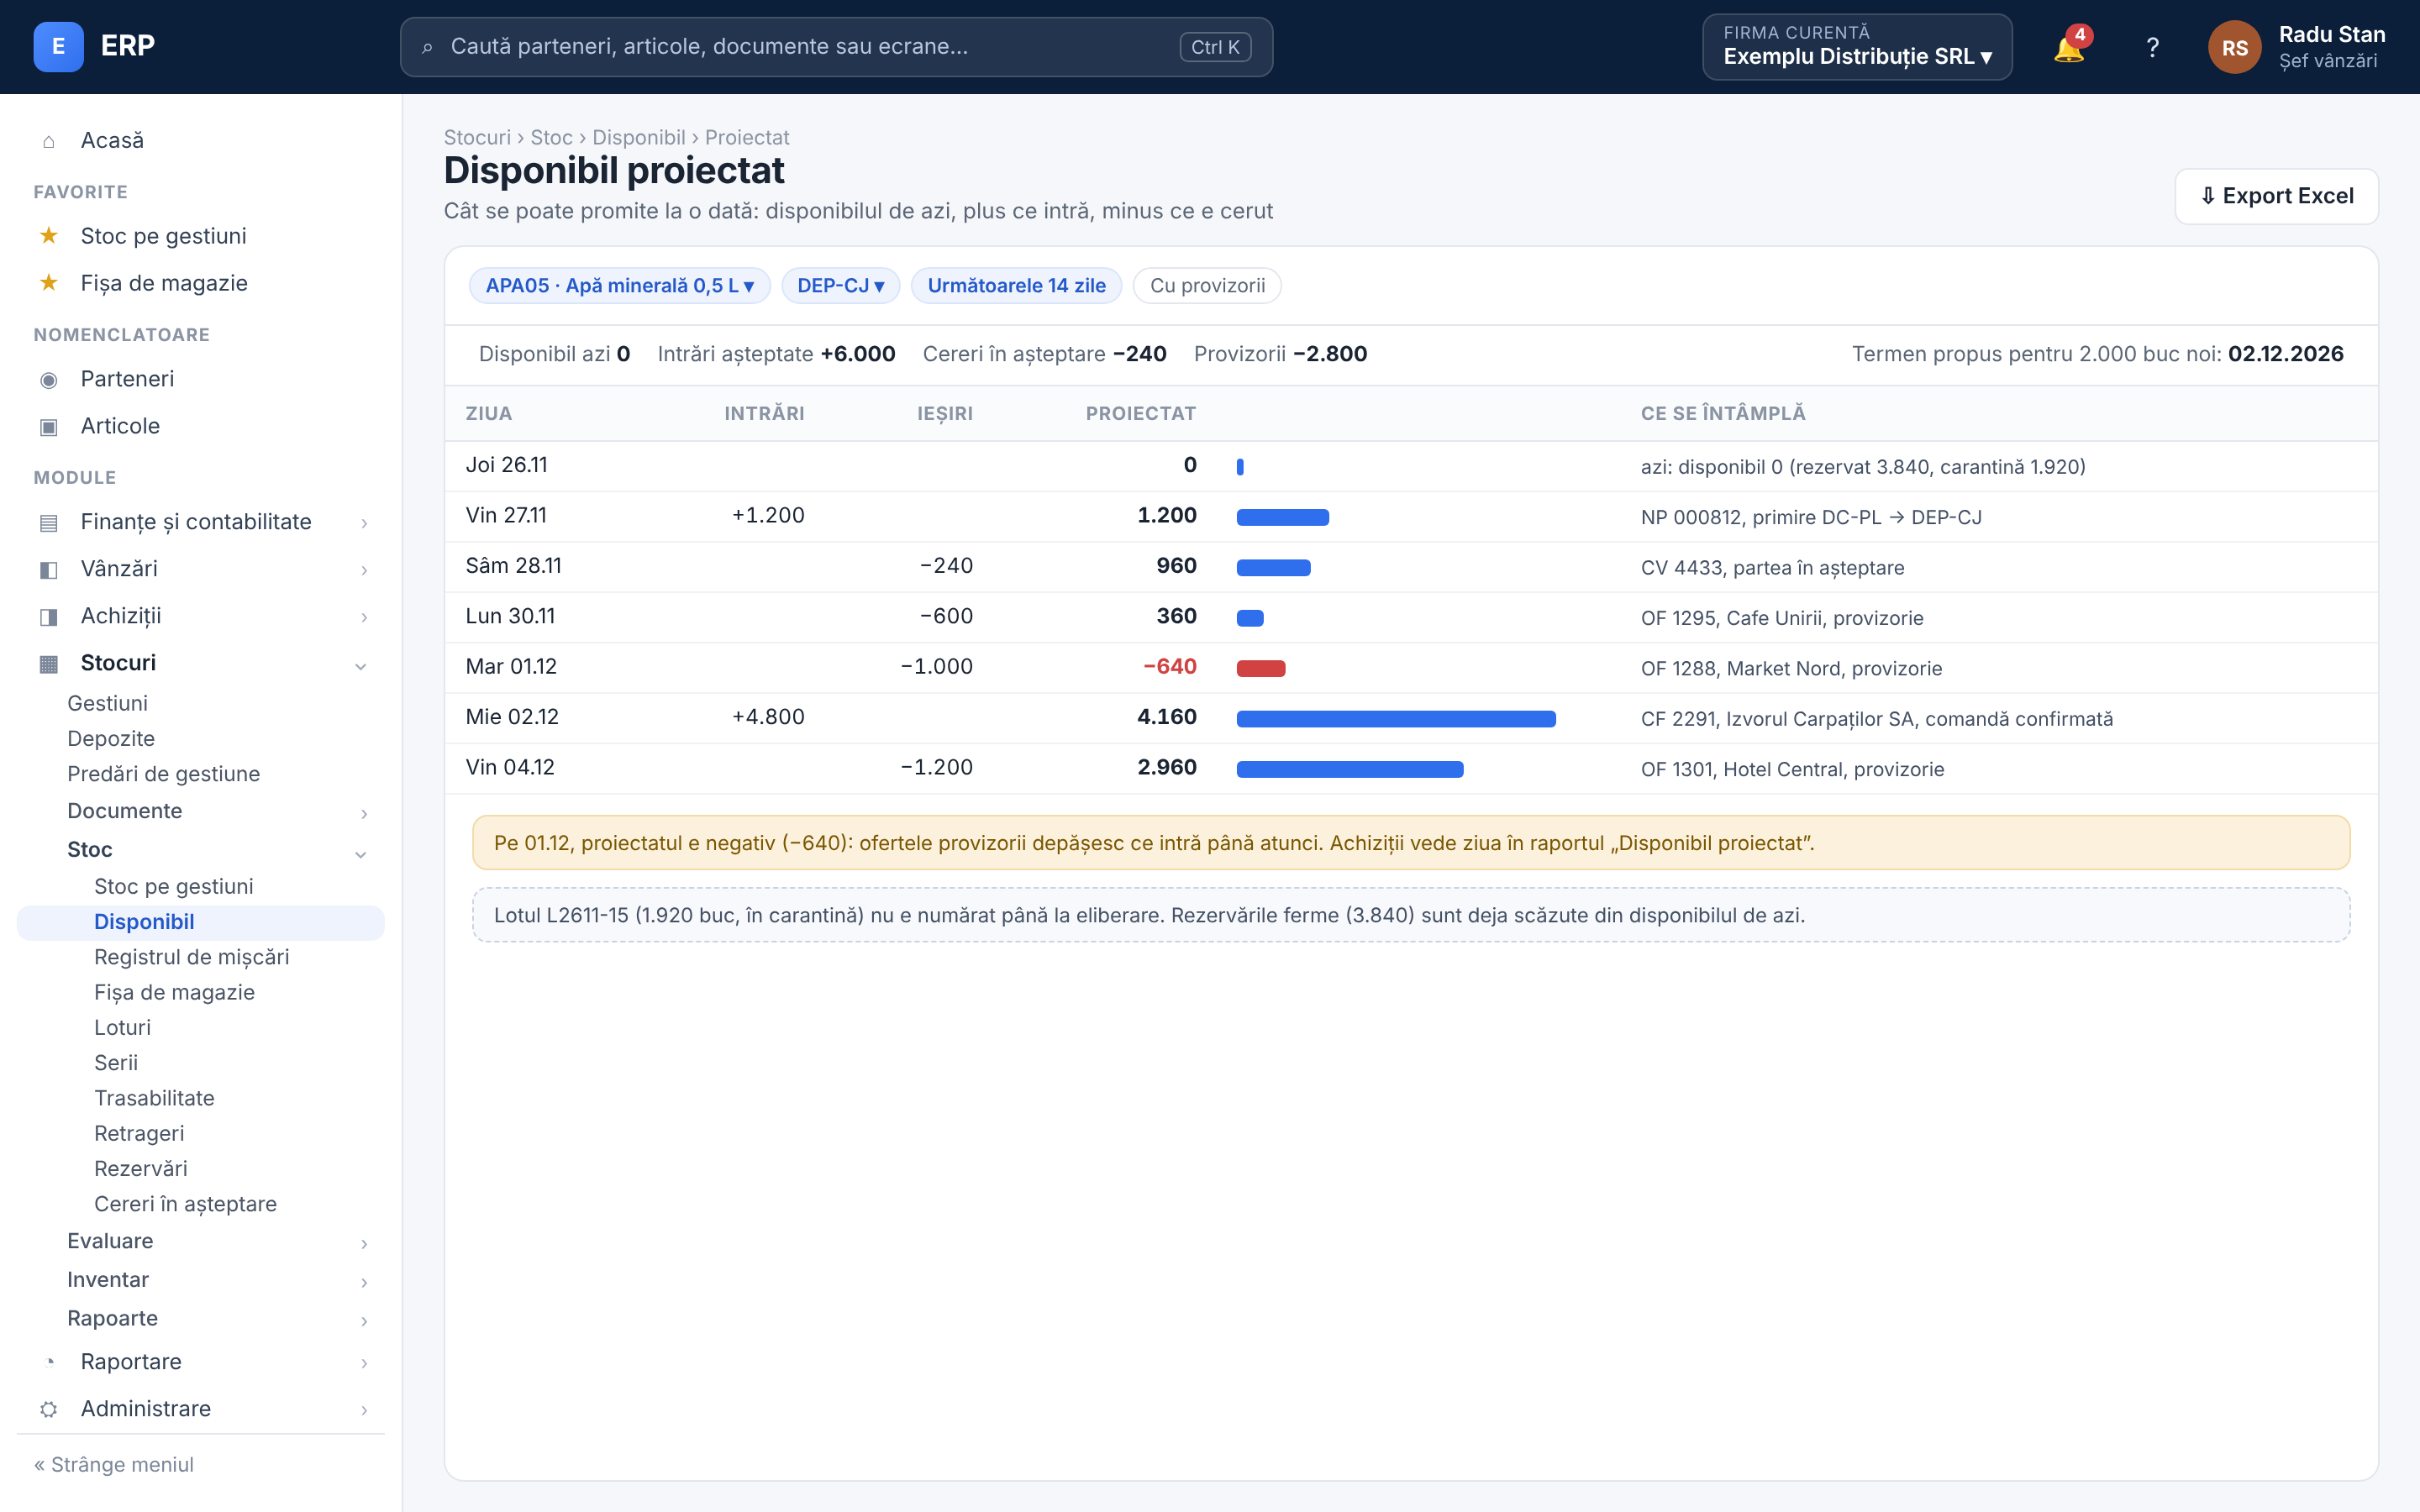 E ERP
Caută parteneri, articole, documente sau ecrane...
Ctrl K
FIRMA CURENTĂ
Exemplu Distribuție SRL ▾
4
?
RS
Radu Stan
Șef vânzări
Acasă
FAVORITE
★ Stoc pe gestiuni
★ Fișa de magazie
NOMENCLATOARE
Parteneri
Articole
MODULE
Finanțe și contabilitate ›
Vânzări ›
Achiziții ›
Stocuri
Gestiuni
Depozite
Predări de gestiune
Documente ›
Stoc
Stoc pe gestiuni
Disponibil
Registrul de mișcări
Fișa de magazie
Loturi
Serii
Trasabilitate
Retrageri
Rezervări
Cereri în așteptare
Evaluare ›
Inventar ›
Rapoarte ›
Raportare ›
Administrare ›
« Strânge meniul
Stocuri › Stoc › Disponibil › Proiectat
Disponibil proiectat
Cât se poate promite la o dată: disponibilul de azi, plus ce intră, minus ce e cerut
⇩ Export Excel
APA05 · Apă minerală 0,5 L ▾
DEP-CJ ▾
Următoarele 14 zile
Cu provizorii
Disponibil azi 0 Intrări așteptate +6.000 Cereri în așteptare −240 Provizorii −2.800
Termen propus pentru 2.000 buc noi: 02.12.2026
ZIUA INTRĂRI IEȘIRI PROIECTAT CE SE ÎNTÂMPLĂ
Joi 26.11 0 azi: disponibil 0 (rezervat 3.840, carantină 1.920)
Vin 27.11 +1.200 1.200 NP 000812, primire DC-PL → DEP-CJ
Sâm 28.11 −240 960 CV 4433, partea în așteptare
Lun 30.11 −600 360 OF 1295, Cafe Unirii, provizorie
Mar 01.12 −1.000 −640 OF 1288, Market Nord, provizorie
Mie 02.12 +4.800 4.160 CF 2291, Izvorul Carpaților SA, comandă confirmată
Vin 04.12 −1.200 2.960 OF 1301, Hotel Central, provizorie
Pe 01.12, proiectatul e negativ (−640): ofertele provizorii depășesc ce intră până atunci. Achiziții vede ziua în raportul „Disponibil proiectat”.
Lotul L2611-15 (1.920 buc, în carantină) nu e numărat până la eliberare. Rezervările ferme (3.840) sunt deja scăzute din disponibilul de azi.